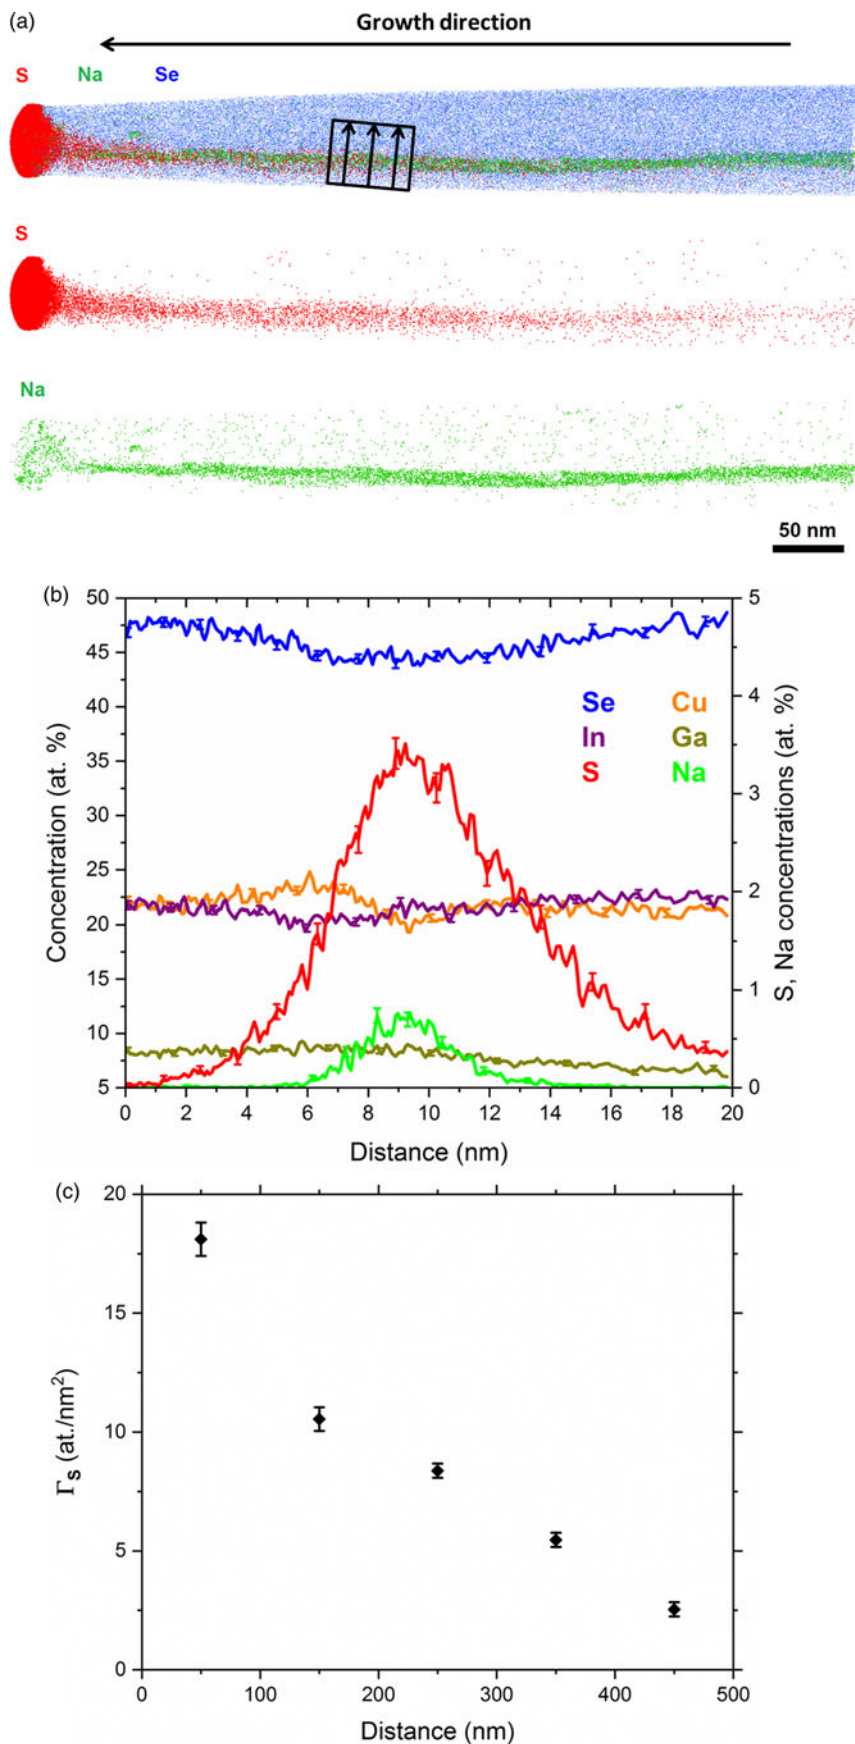 (a)
Growth direction
S Na Se
S
Na
50 nm
(b)
50 45 40 35 30 25 20 15 10 5
Concentration (at. %)
5 4 3 2 1 0
S, Na concentrations (at. %)
Se Cu
In Ga
S Na
0 2 4 6 8 10 12 14 16 18 20
Distance (nm)
(c)
20 15 10 5 0
Γs (at./nm²)
0 100 200 300 400 500
Distance (nm)